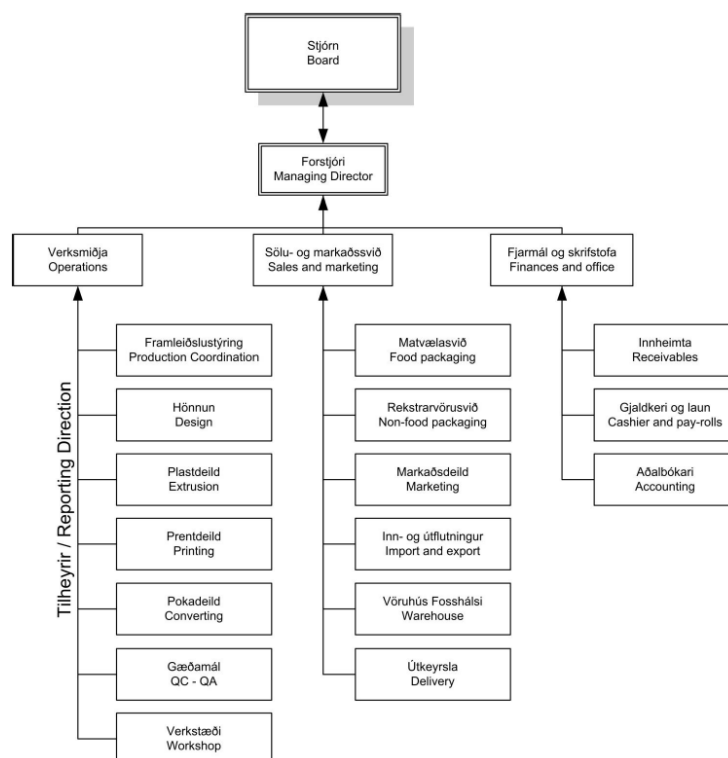 Stjórn
Board
Forstjóri
Managing Director
Verksmiðja
Operations
Sölu- og markaðssvið
Sales and marketing
Fjarmál og skrifstofa
Finances and office
Tilheyrir / Reporting Direction
Framleiðslustýring
Production Coordination
Hönnun
Design
Plastdeild
Extrusion
Prentdeild
Printing
Pokadeild
Converting
Gæðamál
QC - QA
Verkstæði
Workshop
Matvælasvið
Food packaging
Rekstrarvörusvið
Non-food packaging
Markaðsdeild
Marketing
Inn- og útflutningur
Import and export
Vöruhús Fosshálsi
Warehouse
Útkeyrsla
Delivery
Innheimta
Receivables
Gjaldkeri og laun
Cashier and pay-rolls
Aðalbókari
Accounting